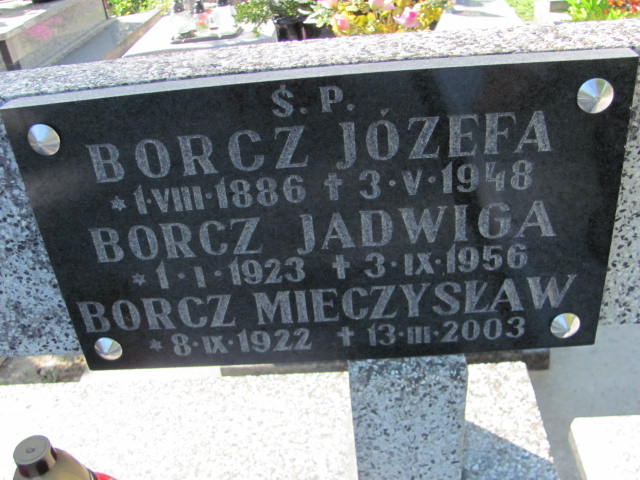 Ś.P.
BORCZ JÓZEFA
* 1·VIII·1886 ✝ 3·V·1948
BORCZ JADWIGA
* 1·I·1923 ✝ 3·IX·1956
BORCZ MIECZYSŁAW
* 8·IX·1922 ✝ 13·III·2003